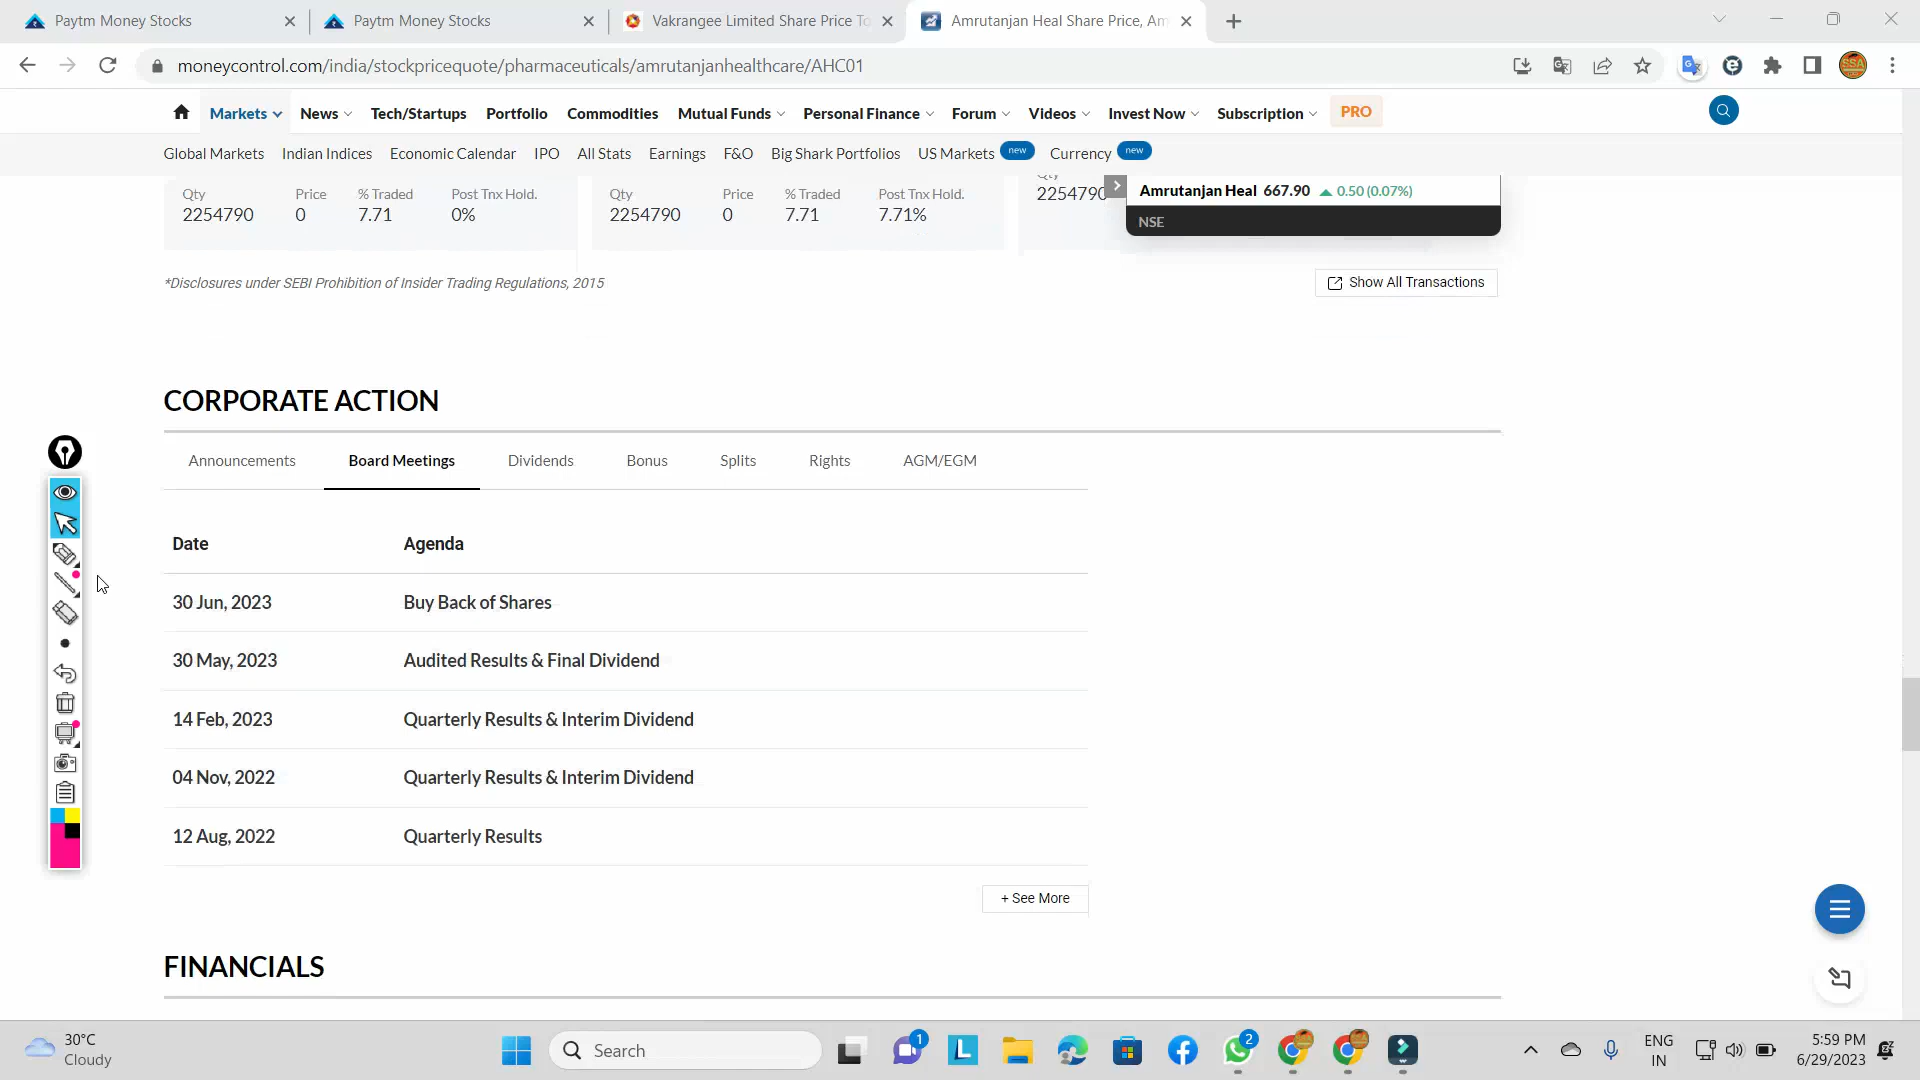 Paytm Money Stocks
Paytm Money Stocks
Vakrangee Limited Share Price To
Amrutanjan Heal Share Price, Am
moneycontrol.com/india/stockpricequote/pharmaceuticals/amrutanjanhealthcare/AHC01
SSA
Markets News Tech/Startups Portfolio Commodities Mutual Funds Personal Finance Forum Videos Invest Now Subscription PRO
Global Markets Indian Indices Economic Calendar IPO All Stats Earnings F&O Big Shark Portfolios US Markets new Currency new
Qty Price % Traded Post Tnx Hold.
2254790 0 7.71 0%
Qty Price % Traded Post Tnx Hold.
2254790 0 7.71 7.71%
Qty
2254790
Amrutanjan Heal 667.90 0.50 (0.07%)
NSE
*Disclosures under SEBI Prohibition of Insider Trading Regulations, 2015
Show All Transactions
CORPORATE ACTION
Announcements Board Meetings Dividends Bonus Splits Rights AGM/EGM
Date Agenda
30 Jun, 2023 Buy Back of Shares
30 May, 2023 Audited Results & Final Dividend
14 Feb, 2023 Quarterly Results & Interim Dividend
04 Nov, 2022 Quarterly Results & Interim Dividend
12 Aug, 2022 Quarterly Results
+ See More
FINANCIALS
30°C
Cloudy
Search
1
L
2
ENG
IN
5:59 PM
6/29/2023